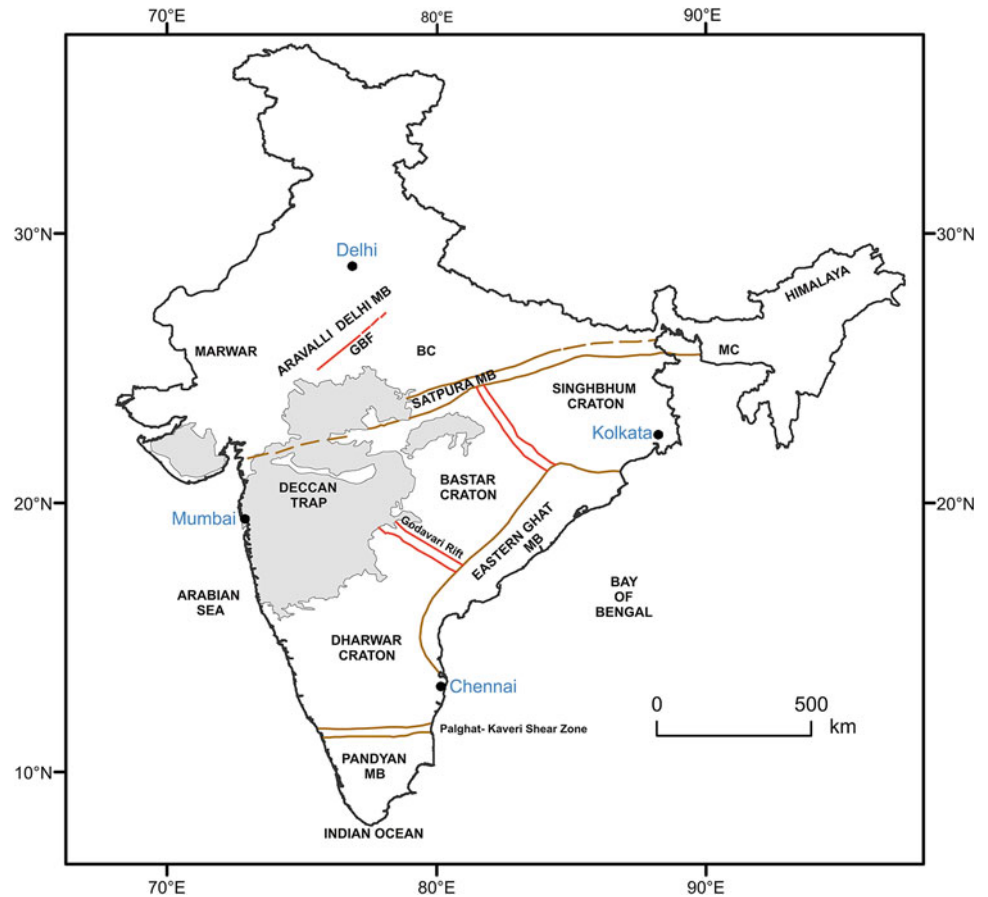 70°E
80°E
90°E
30°N
30°N
Delhi
HIMALAYA
ARAVALLI DELHI MB
GBF
MARWAR
BC
MC
SATPURA MB
SINGHBHUM
CRATON
Kolkata
DECCAN
TRAP
BASTAR
CRATON
20°N
20°N
Mumbai
Godavari Rift
EASTERN GHAT
MB
ARABIAN
SEA
BAY
OF
BENGAL
DHARWAR
CRATON
Chennai
0
500
km
Palghat- Kaveri Shear Zone
PANDYAN
MB
10°N
10°N
INDIAN OCEAN
70°E
80°E
90°E